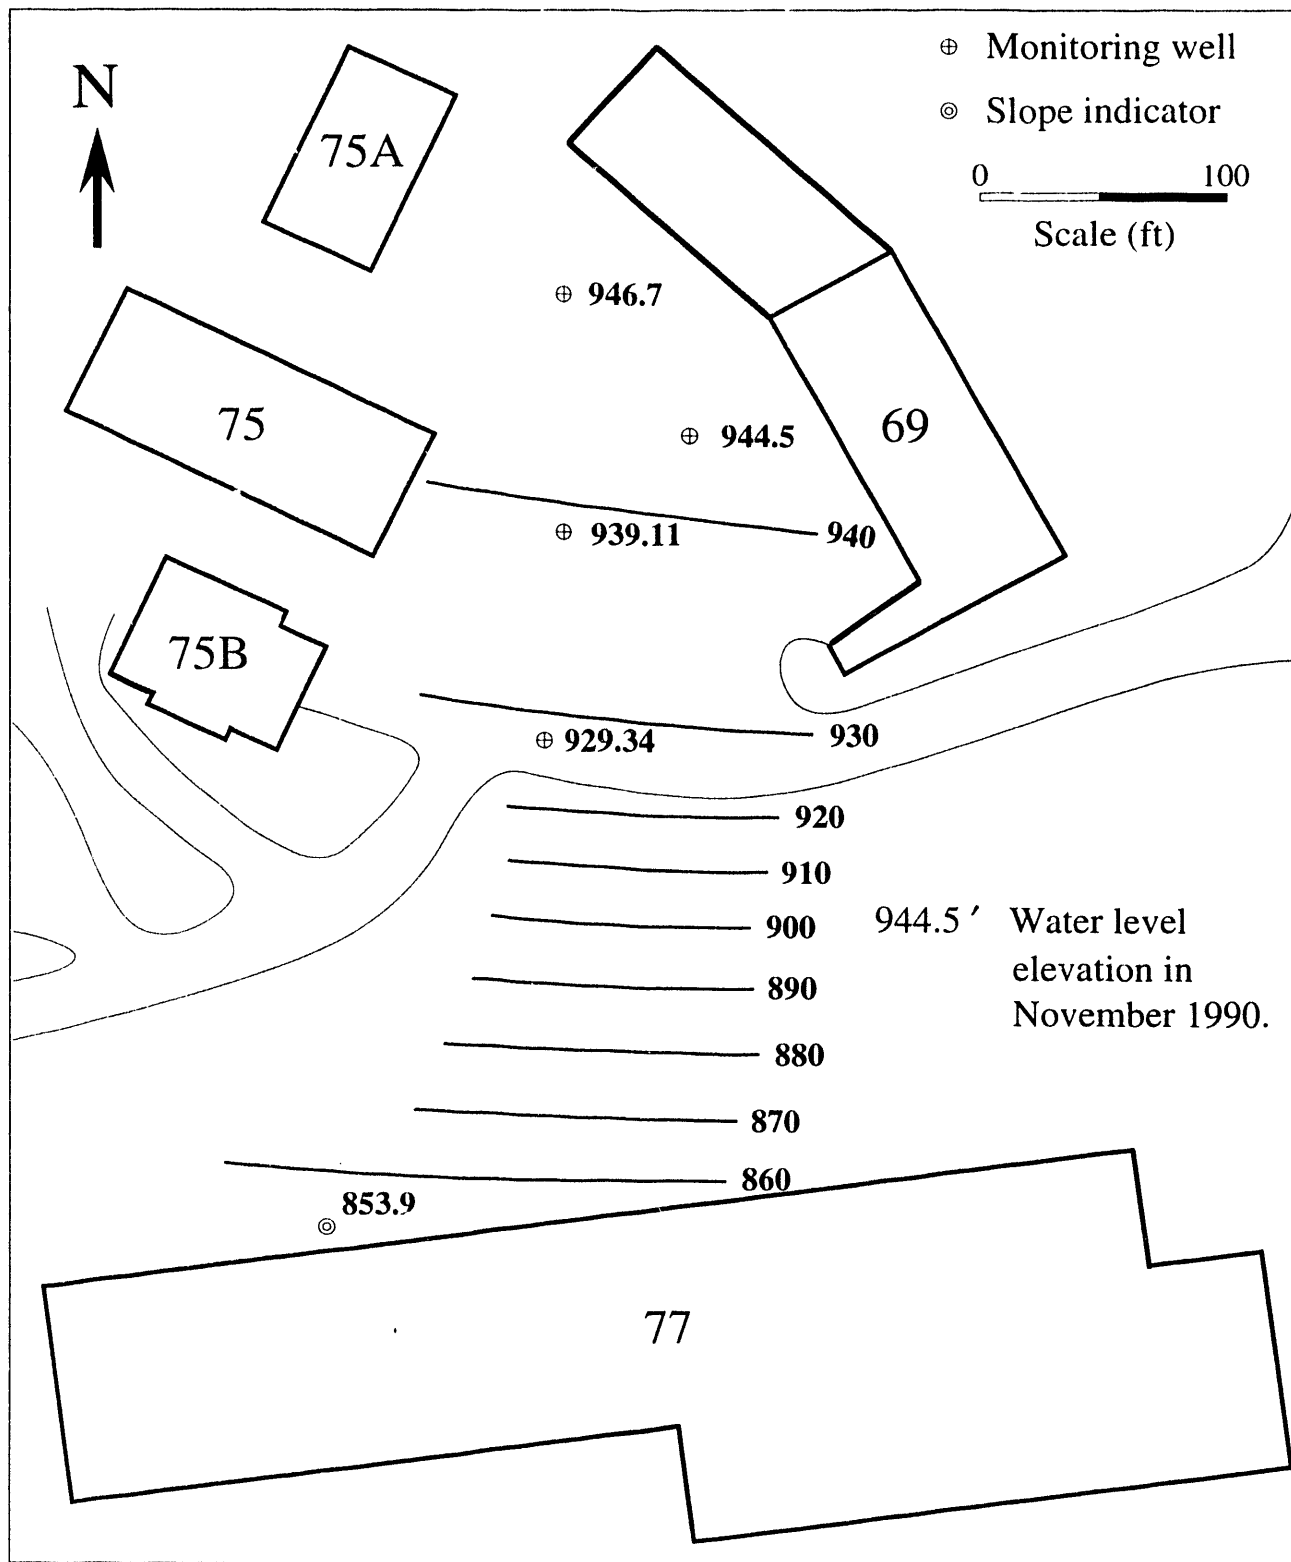 N
⊕ Monitoring well
◎ Slope indicator
0 100
Scale (ft)
75A
946.7
75
944.5
69
939.11
940
75B
930
929.34
920
910
900
944.5 ′ Water level
elevation in
November 1990.
890
880
870
860
853.9
77